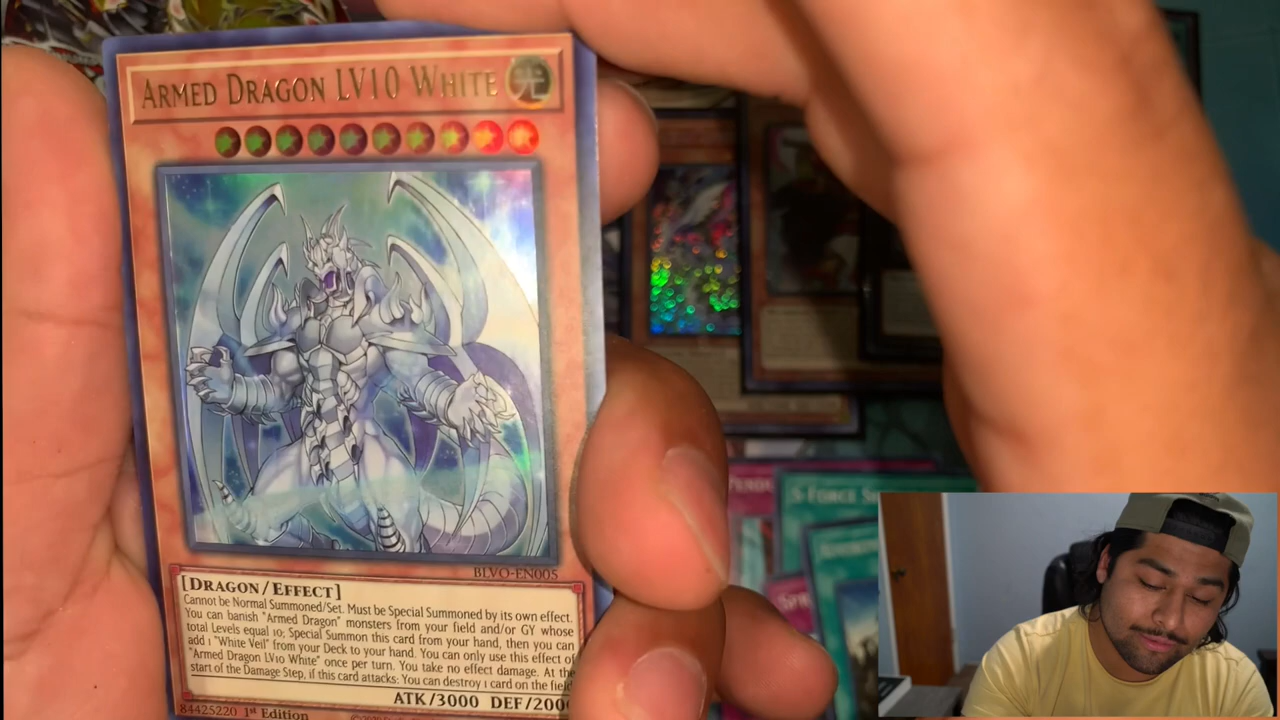 ARMED DRAGON LV10 WHITE 光
BLVO-EN005
[DRAGON/EFFECT]
Cannot be Normal Summoned/Set. Must be Special Summoned by its own effect.
You can banish "Armed Dragon" monsters from your field and/or GY whose
total Levels equal 10; Special Summon this card from your hand, then you can
add 1 "White Veil" from your Deck to your hand. You can only use this effect of
"Armed Dragon LV10 White" once per turn. You take no effect damage. At the
start of the Damage Step, if this card attacks: You can destroy 1 card on the field
ATK/3000 DEF/200
84425220 1st Edition
S-FORCE